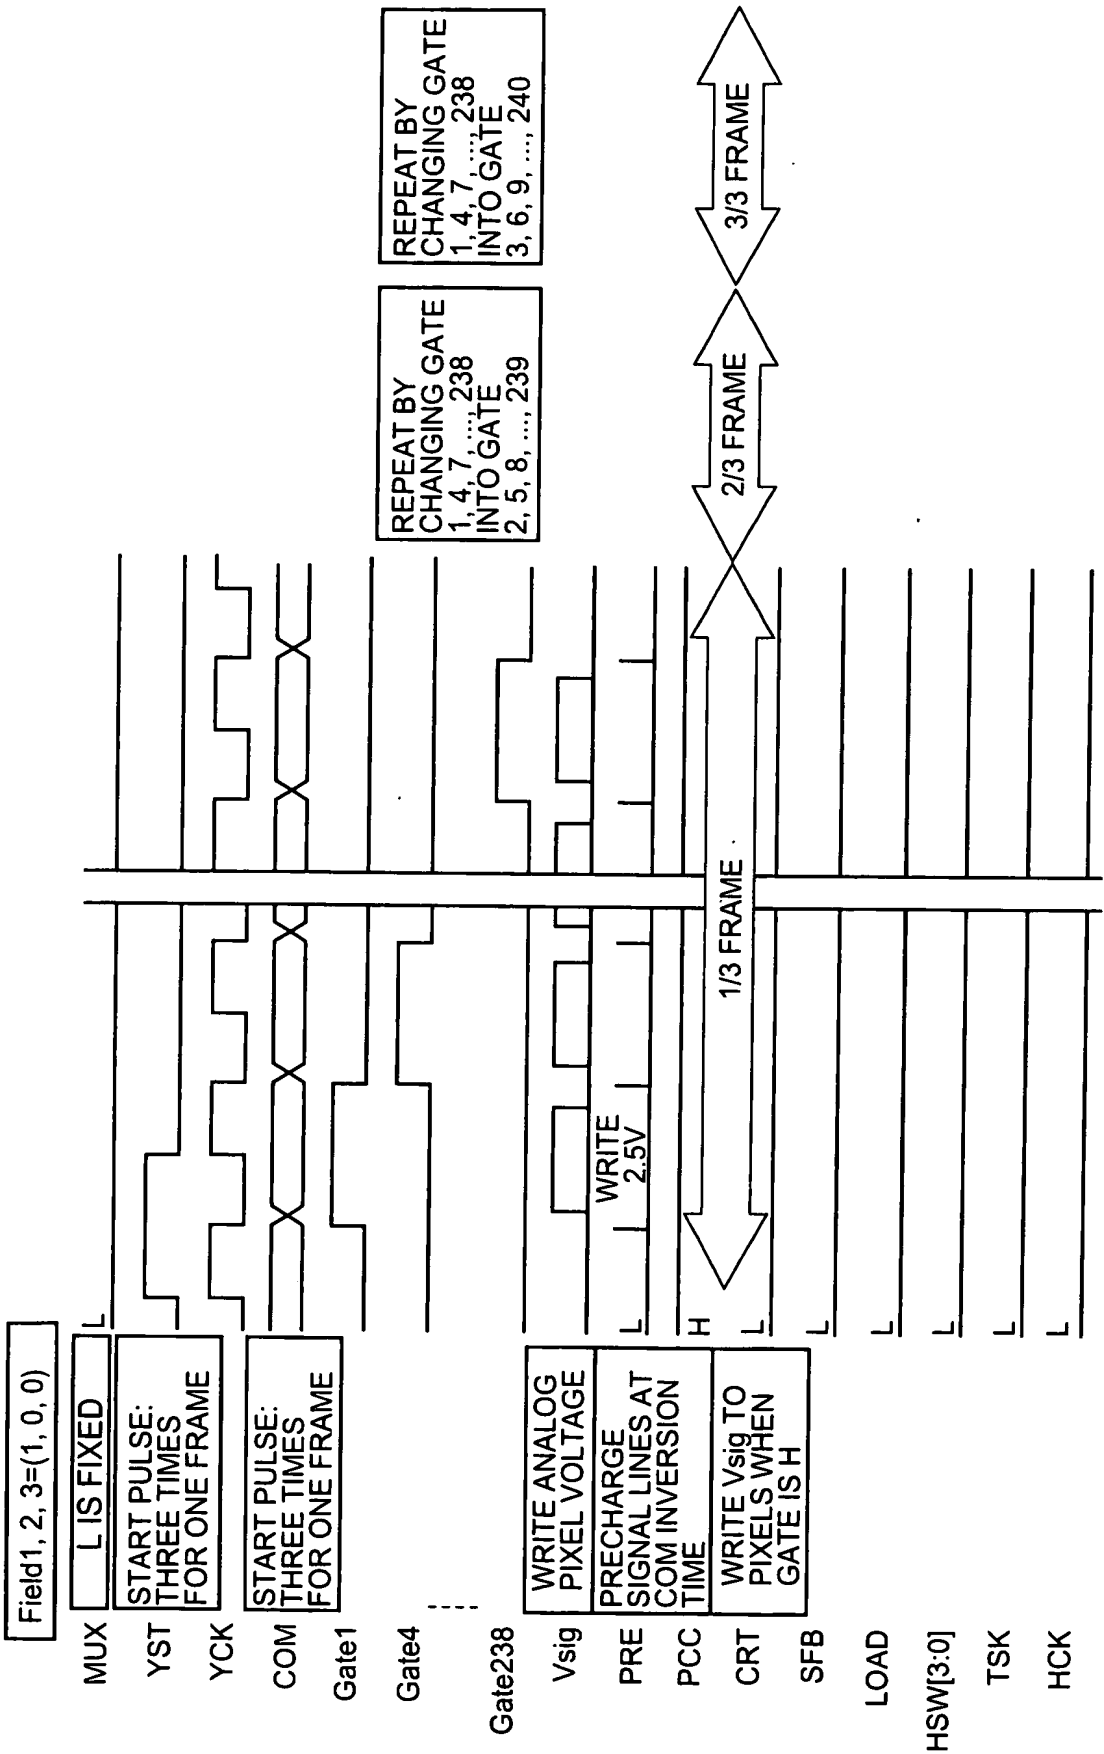 Field1, 2, 3=(1, 0, 0)
MUX
L IS FIXED
L
YST
START PULSE:
THREE TIMES
FOR ONE FRAME
YCK
COM
START PULSE:
THREE TIMES
FOR ONE FRAME
Gate1
Gate4
Gate238
REPEAT BY
CHANGING GATE
1, 4, 7, ..., 238
INTO GATE
2, 5, 8, ..., 239
REPEAT BY
CHANGING GATE
1, 4, 7, ..., 238
INTO GATE
3, 6, 9, ..., 240
Vsig
WRITE ANALOG
PIXEL VOLTAGE
WRITE
2.5V
PRE
PRECHARGE
SIGNAL LINES AT
COM INVERSION
TIME
L
PCC
H
CRT
WRITE Vsig TO
PIXELS WHEN
GATE IS H
L
1/3 FRAME
2/3 FRAME
3/3 FRAME
SFB
L
LOAD
L
HSW[3:0]
L
TSK
L
HCK
L